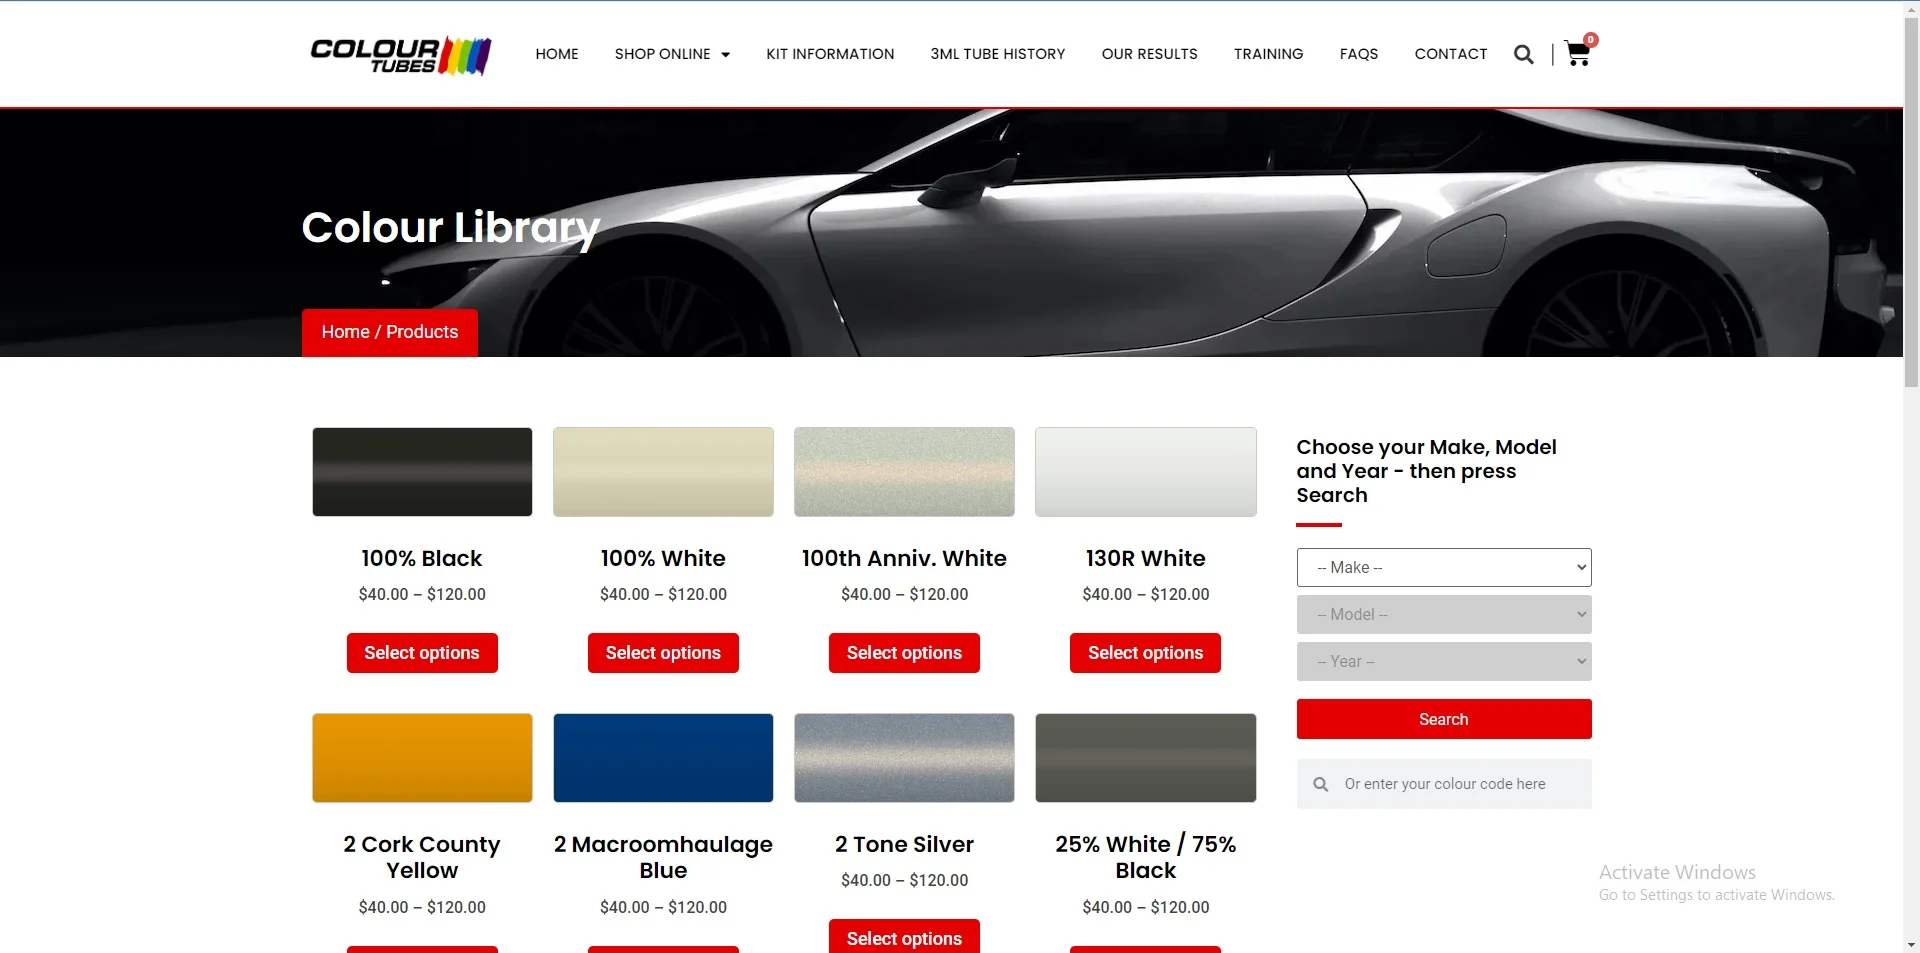 COLOUR
TUBES
HOME
SHOP ONLINE
KIT INFORMATION
3ML TUBE HISTORY
OUR RESULTS
TRAINING
FAQS
CONTACT
0
Colour Library
Home / Products
100% Black
$40.00 – $120.00
Select options
100% White
$40.00 – $120.00
Select options
100th Anniv. White
$40.00 – $120.00
Select options
130R White
$40.00 – $120.00
Select options
2 Cork County
Yellow
$40.00 – $120.00
2 Macroomhaulage
Blue
$40.00 – $120.00
2 Tone Silver
$40.00 – $120.00
Select options
25% White / 75%
Black
$40.00 – $120.00
Choose your Make, Model
and Year - then press
Search
-- Make --
-- Model --
-- Year --
Search
Or enter your colour code here
Activate Windows
Go to Settings to activate Windows.